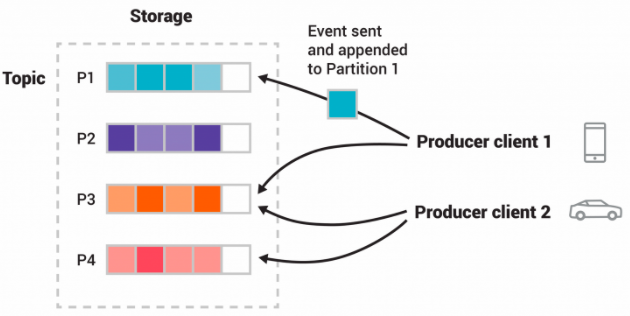 Storage
Event sent
and appended
to Partition 1
Topic
P1
P2
Producer client 1
P3
Producer client 2
P4